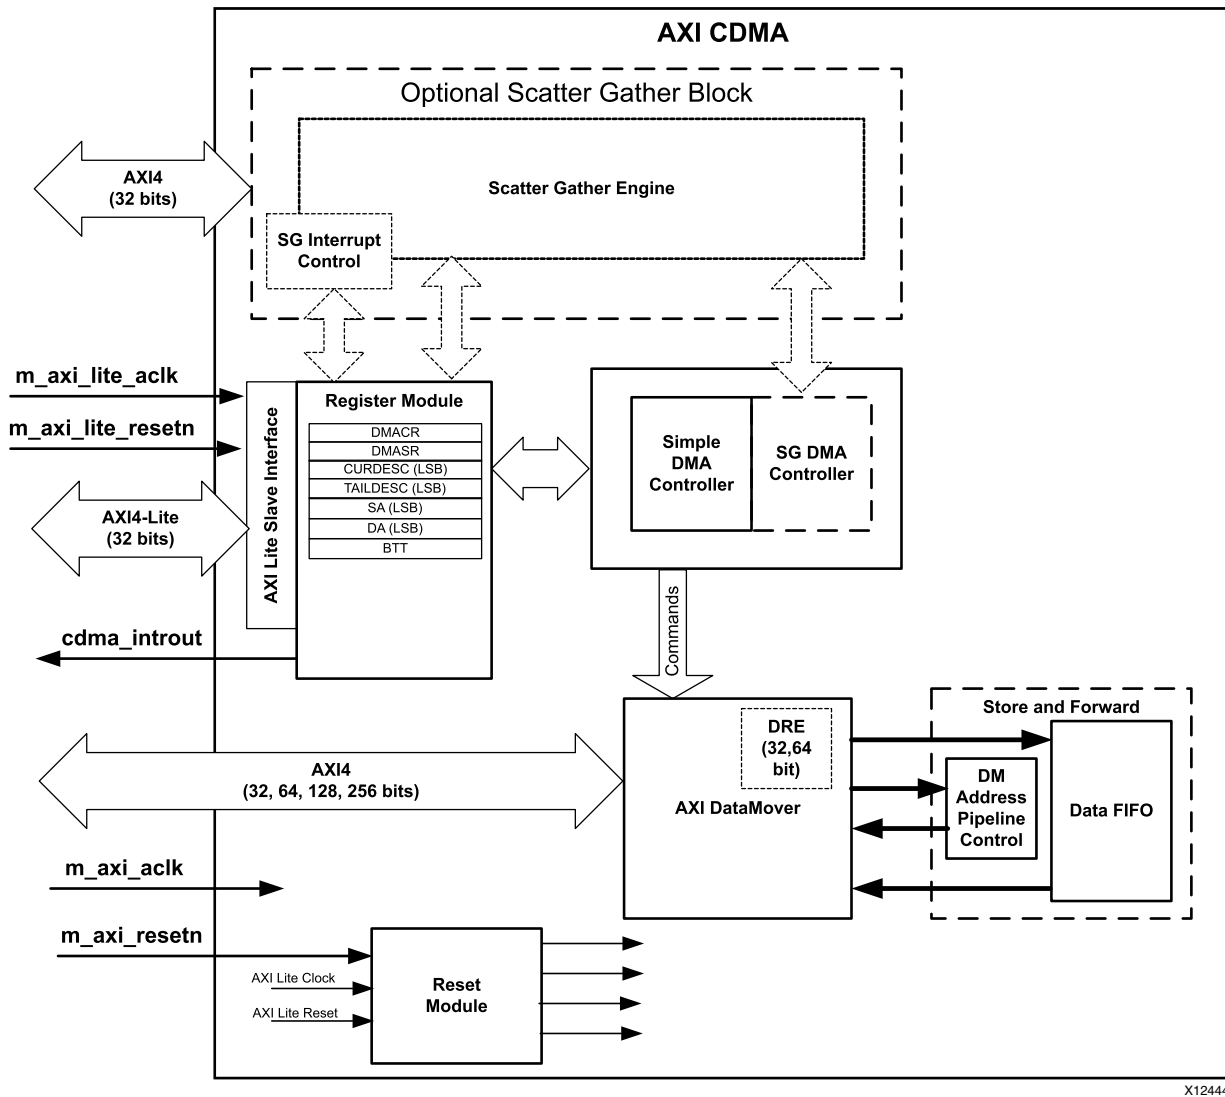 AXI CDMA
Optional Scatter Gather Block
Scatter Gather Engine
AXI4
(32 bits)
SG Interrupt
Control
m_axi_lite_aclk
m_axi_lite_resetn
AXI4-Lite
(32 bits)
cdma_introut
AXI Lite Slave Interface
Register Module
DMACR
DMASR
CURDESC (LSB)
TAILDESC (LSB)
SA (LSB)
DA (LSB)
BTT
Simple
DMA
Controller
SG DMA
Controller
Commands
AXI4
(32, 64, 128, 256 bits)
DRE
(32,64
bit)
AXI DataMover
Store and Forward
DM
Address
Pipeline
Control
Data FIFO
m_axi_aclk
m_axi_resetn
AXI Lite Clock
AXI Lite Reset
Reset
Module
X12444